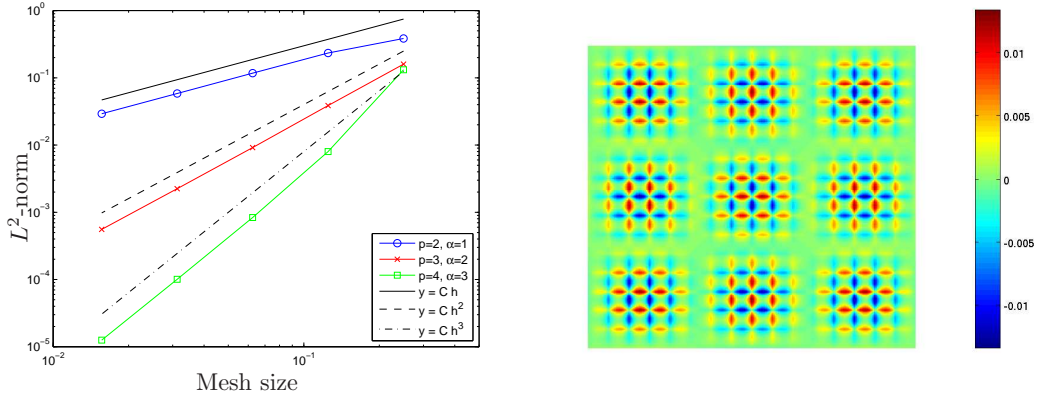 10^0
10^-1
10^-2
10^-3
10^-4
10^-5
L^2-norm
10^-2
10^-1
Mesh size
p=2, α=1
p=3, α=2
p=4, α=3
y = C h
y = C h^2
y = C h^3
0.01
0.005
0
-0.005
-0.01